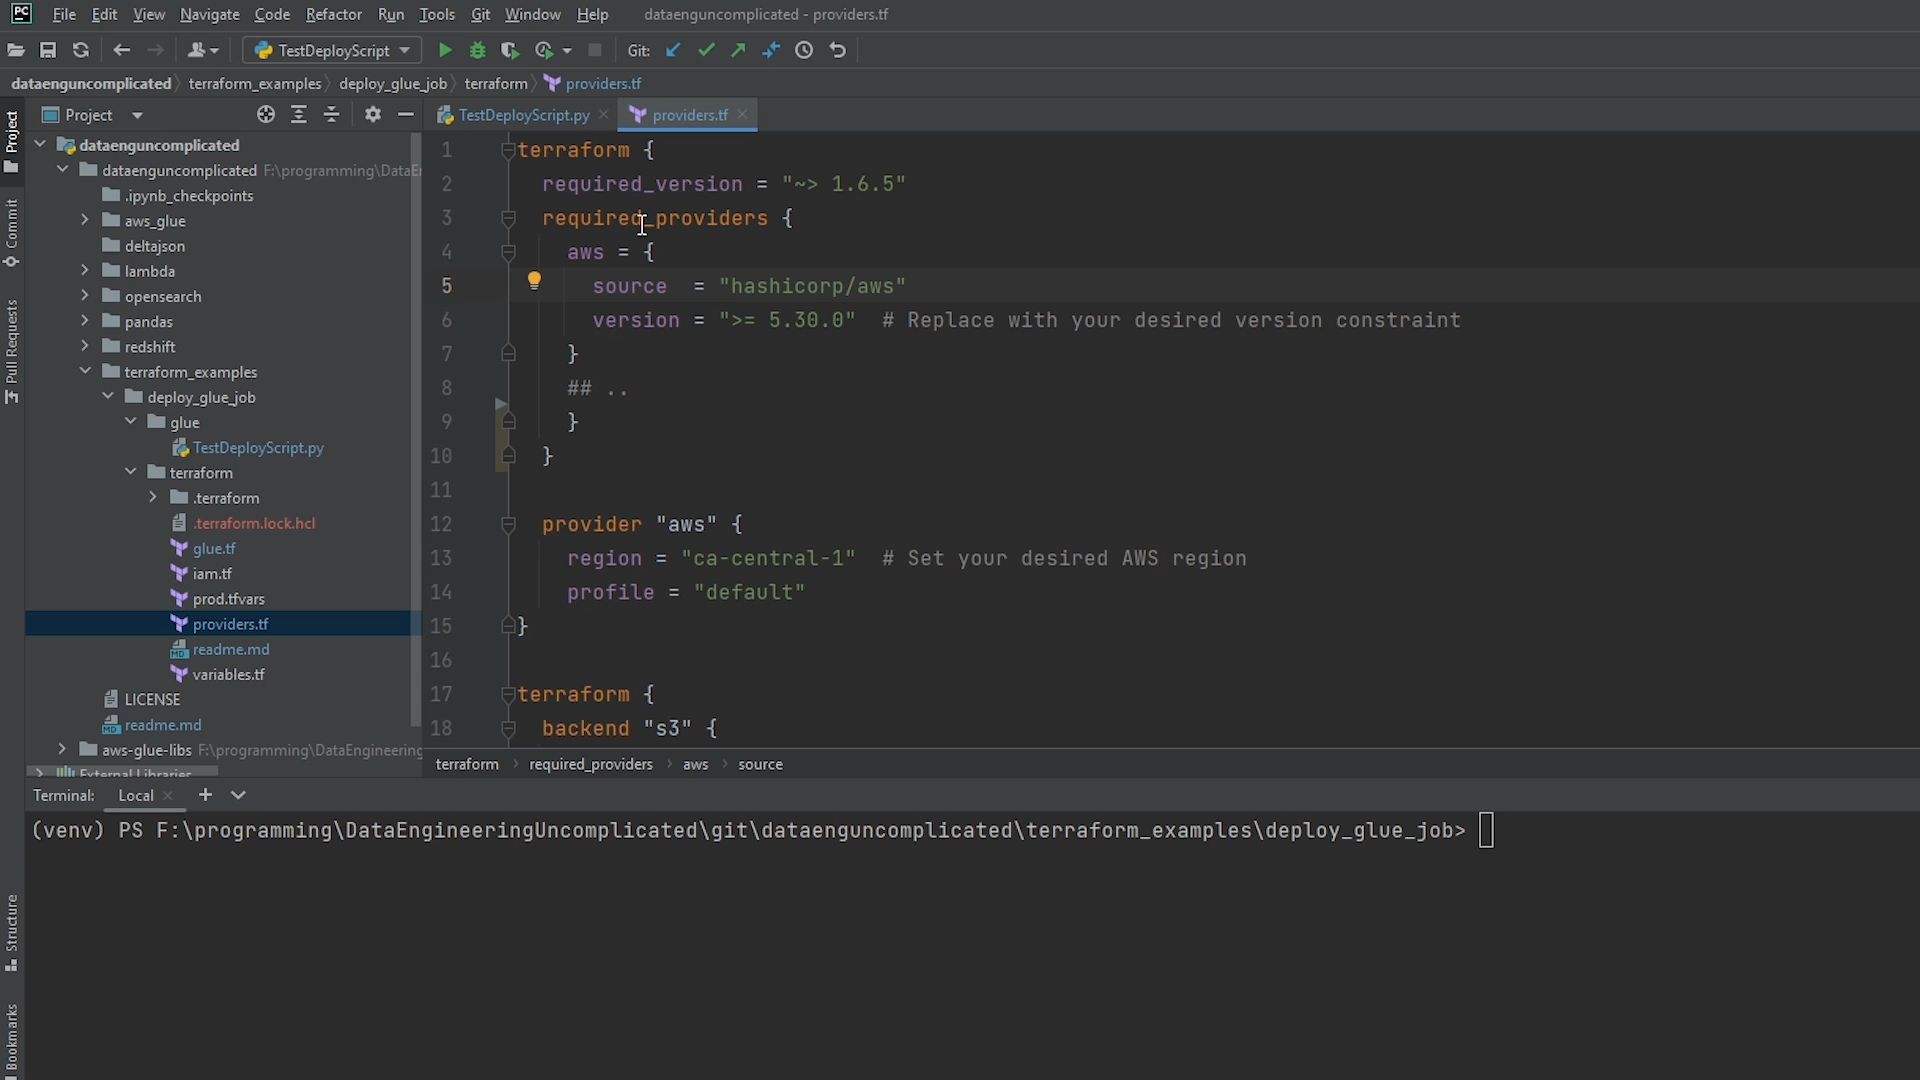 PC File Edit View Navigate Code Refactor Run Tools Git Window Help dataenguncomplicated - providers.tf
TestDeployScript Git:
dataenguncomplicated terraform_examples deploy_glue_job terraform providers.tf
Project
TestDeployScript.py providers.tf
Project
Commit
Pull Requests
Structure
Bookmarks
dataenguncomplicated
dataenguncomplicated F:\programming\DataE
.ipynb_checkpoints
aws_glue
deltajson
lambda
opensearch
pandas
redshift
terraform_examples
deploy_glue_job
glue
TestDeployScript.py
terraform
.terraform
.terraform.lock.hcl
glue.tf
iam.tf
prod.tfvars
providers.tf
readme.md
variables.tf
LICENSE
readme.md
aws-glue-libs F:\programming\DataEngineering
External Libraries
1 terraform {
2 required_version = "~> 1.6.5"
3 required_providers {
4 aws = {
5 source  = "hashicorp/aws"
6 version = ">= 5.30.0"  # Replace with your desired version constraint
7 }
8 ## ..
9 }
10 }
11
12 provider "aws" {
13 region = "ca-central-1"  # Set your desired AWS region
14 profile = "default"
15 }
16
17 terraform {
18 backend "s3" {
terraform required_providers aws source
Terminal: Local
(venv) PS F:\programming\DataEngineeringUncomplicated\git\dataenguncomplicated\terraform_examples\deploy_glue_job>